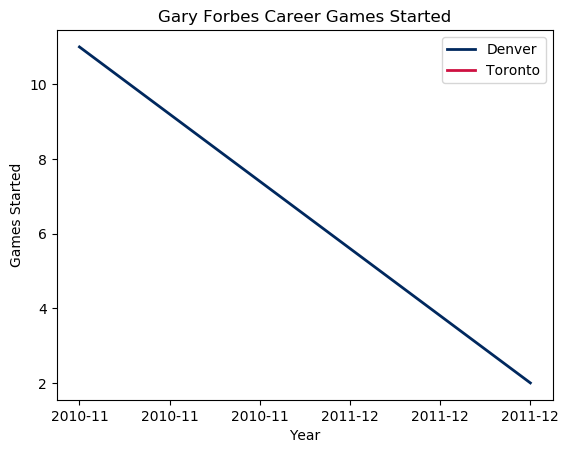 Gary Forbes Career Games Started
Denver
Toronto
10
8
6
4
2
Games Started
2010-11 2010-11 2010-11 2011-12 2011-12 2011-12
Year